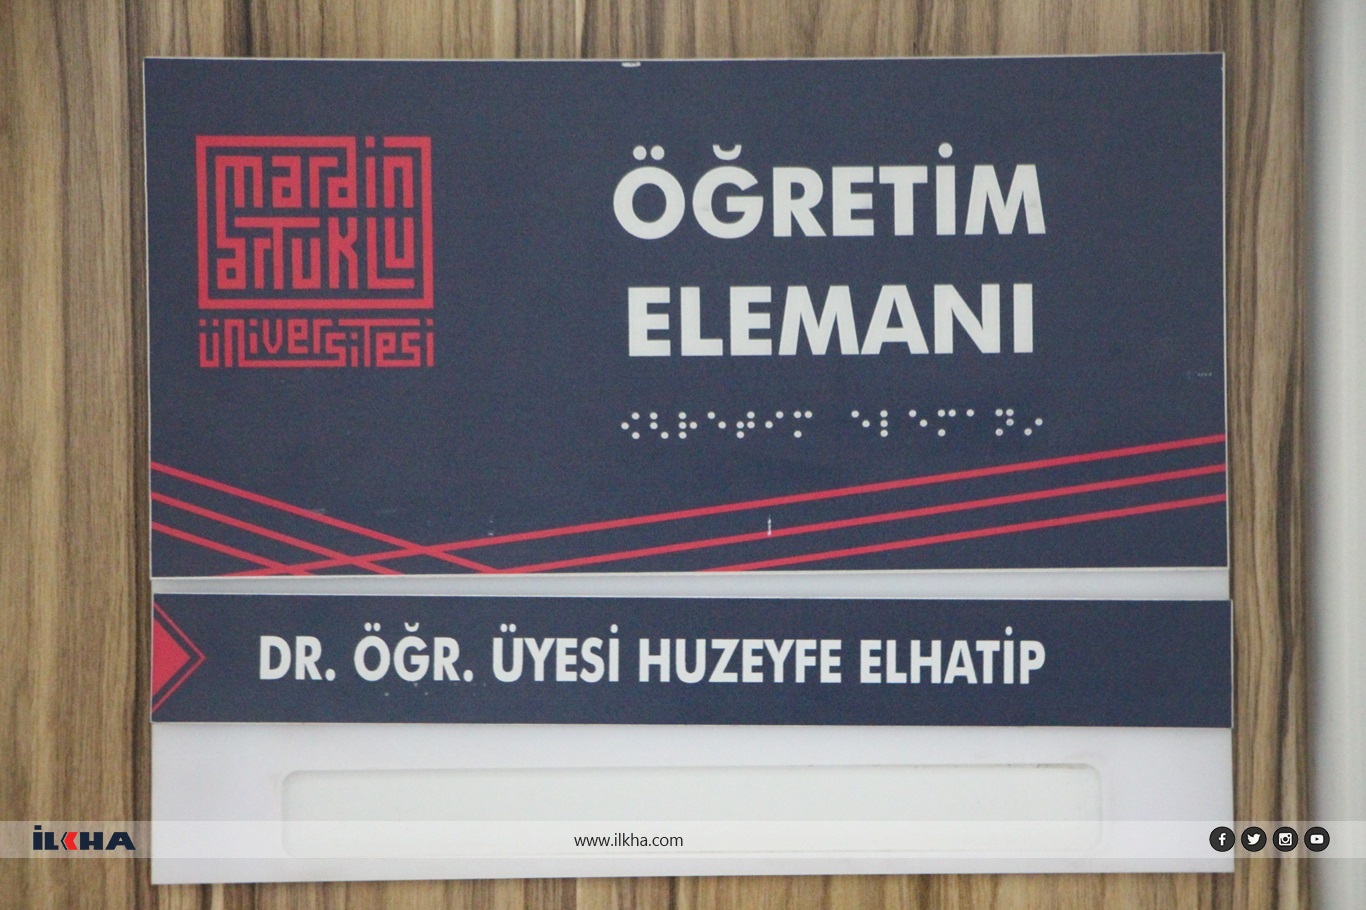 mardin
artuklu
üniversitesi
ÖĞRETİM
ELEMANI
DR. ÖĞR. ÜYESİ HUZEYFE ELHATİP
İLKHA
www.ilkha.com